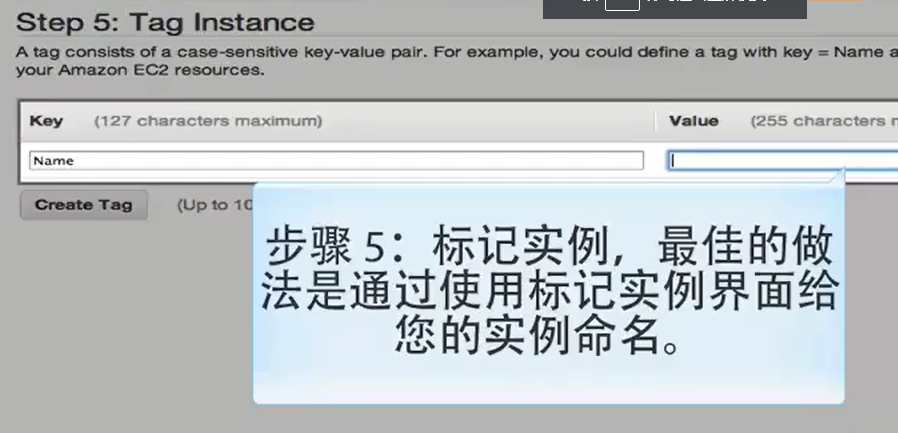 Step 5: Tag Instance
A tag consists of a case-sensitive key-value pair. For example, you could define a tag with key = Name
your Amazon EC2 resources.
Key (127 characters maximum) Value (255 characters
Name
Create Tag (Up to 10
步骤 5：标记实例，最佳的做
法是通过使用标记实例界面给
您的实例命名。